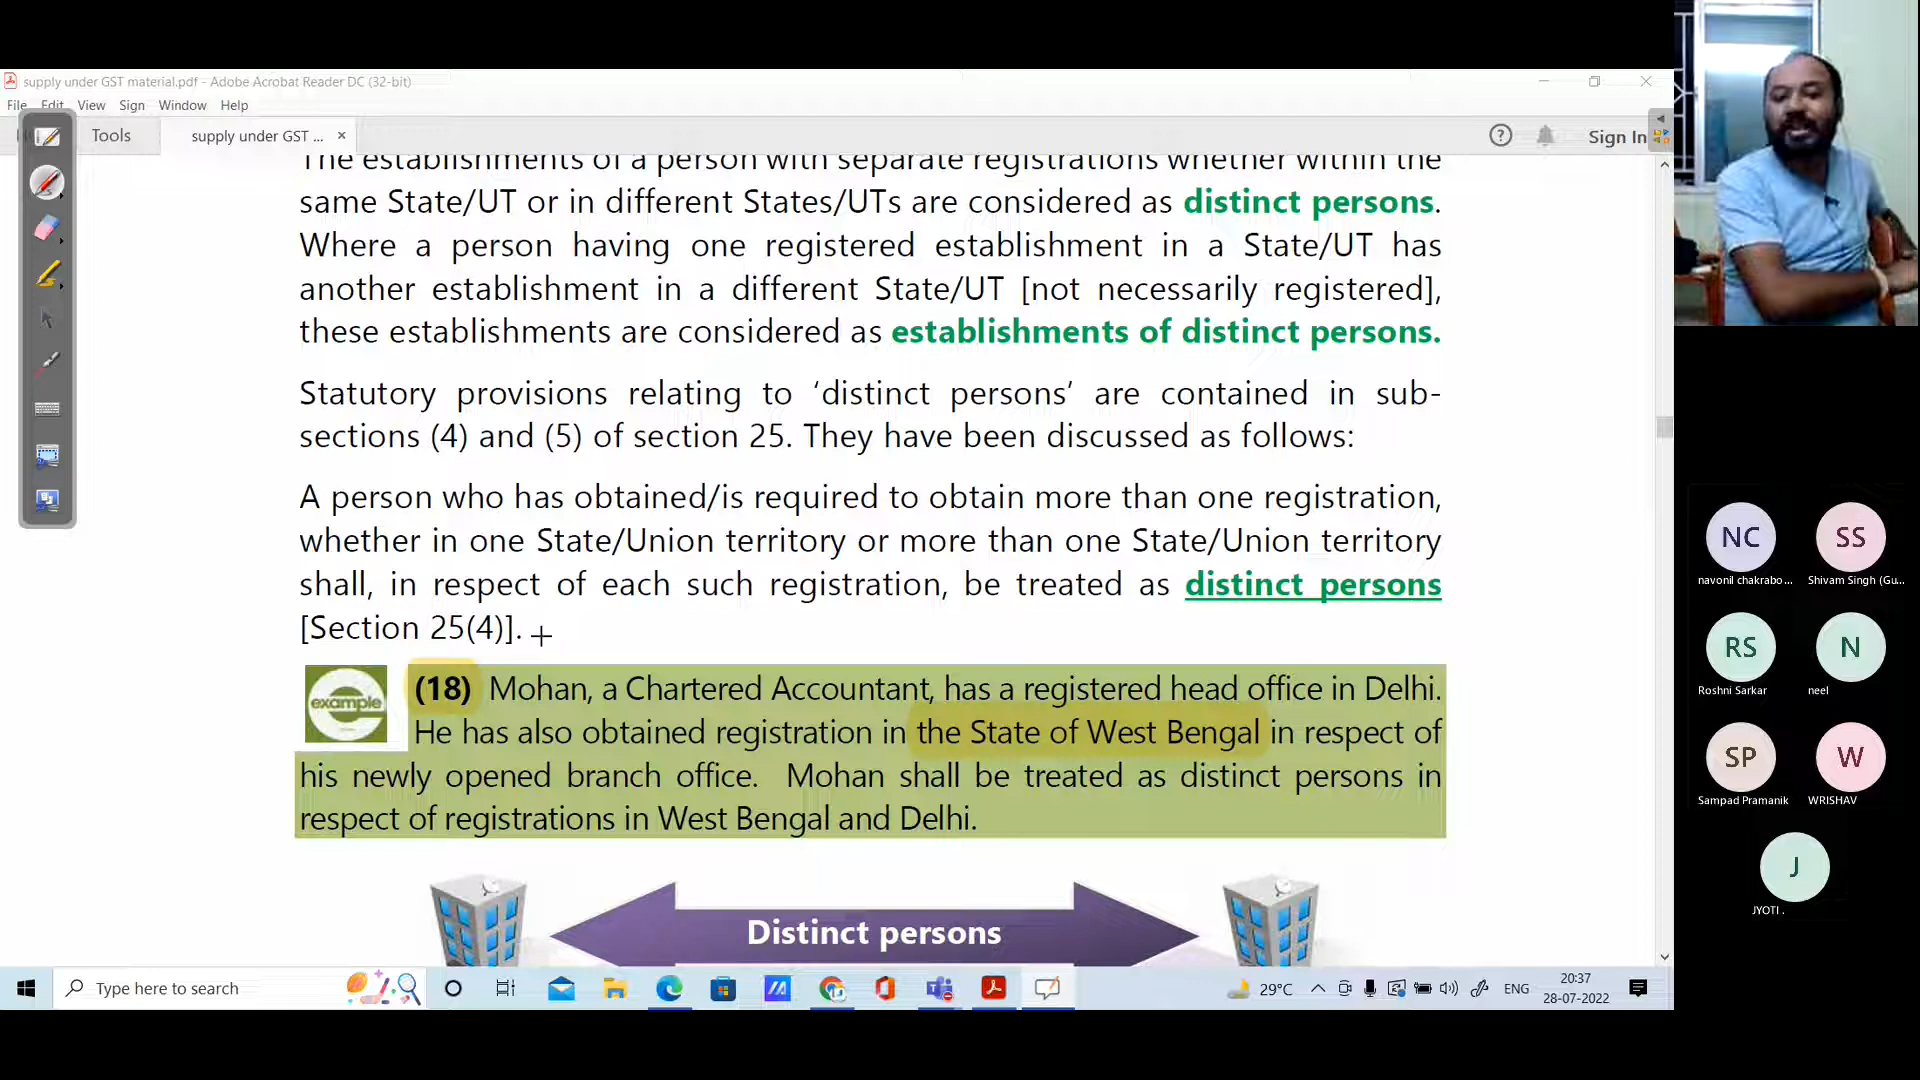 supply under GST material.pdf - Adobe Acrobat Reader DC (32-bit)
File Edit View Sign Window Help
Tools
supply under GST ... ×
Sign In
The establishments of a person with separate registrations whether within the
same State/UT or in different States/UTs are considered as distinct persons.
Where a person having one registered establishment in a State/UT has
another establishment in a different State/UT [not necessarily registered],
these establishments are considered as establishments of distinct persons.
Statutory provisions relating to ‘distinct persons’ are contained in sub-
sections (4) and (5) of section 25. They have been discussed as follows:
A person who has obtained/is required to obtain more than one registration,
whether in one State/Union territory or more than one State/Union territory
shall, in respect of each such registration, be treated as distinct persons
[Section 25(4)].
example
(18) Mohan, a Chartered Accountant, has a registered head office in Delhi.
He has also obtained registration in the State of West Bengal in respect of
his newly opened branch office. Mohan shall be treated as distinct persons in
respect of registrations in West Bengal and Delhi.
Distinct persons
NC SS
navonil chakrabo... Shivam Singh (Gu...
RS N
Roshni Sarkar neel
SP W
Sampad Pramanik WRISHAV
J
JYOTI .
Type here to search
29°C
ENG
20:37
28-07-2022